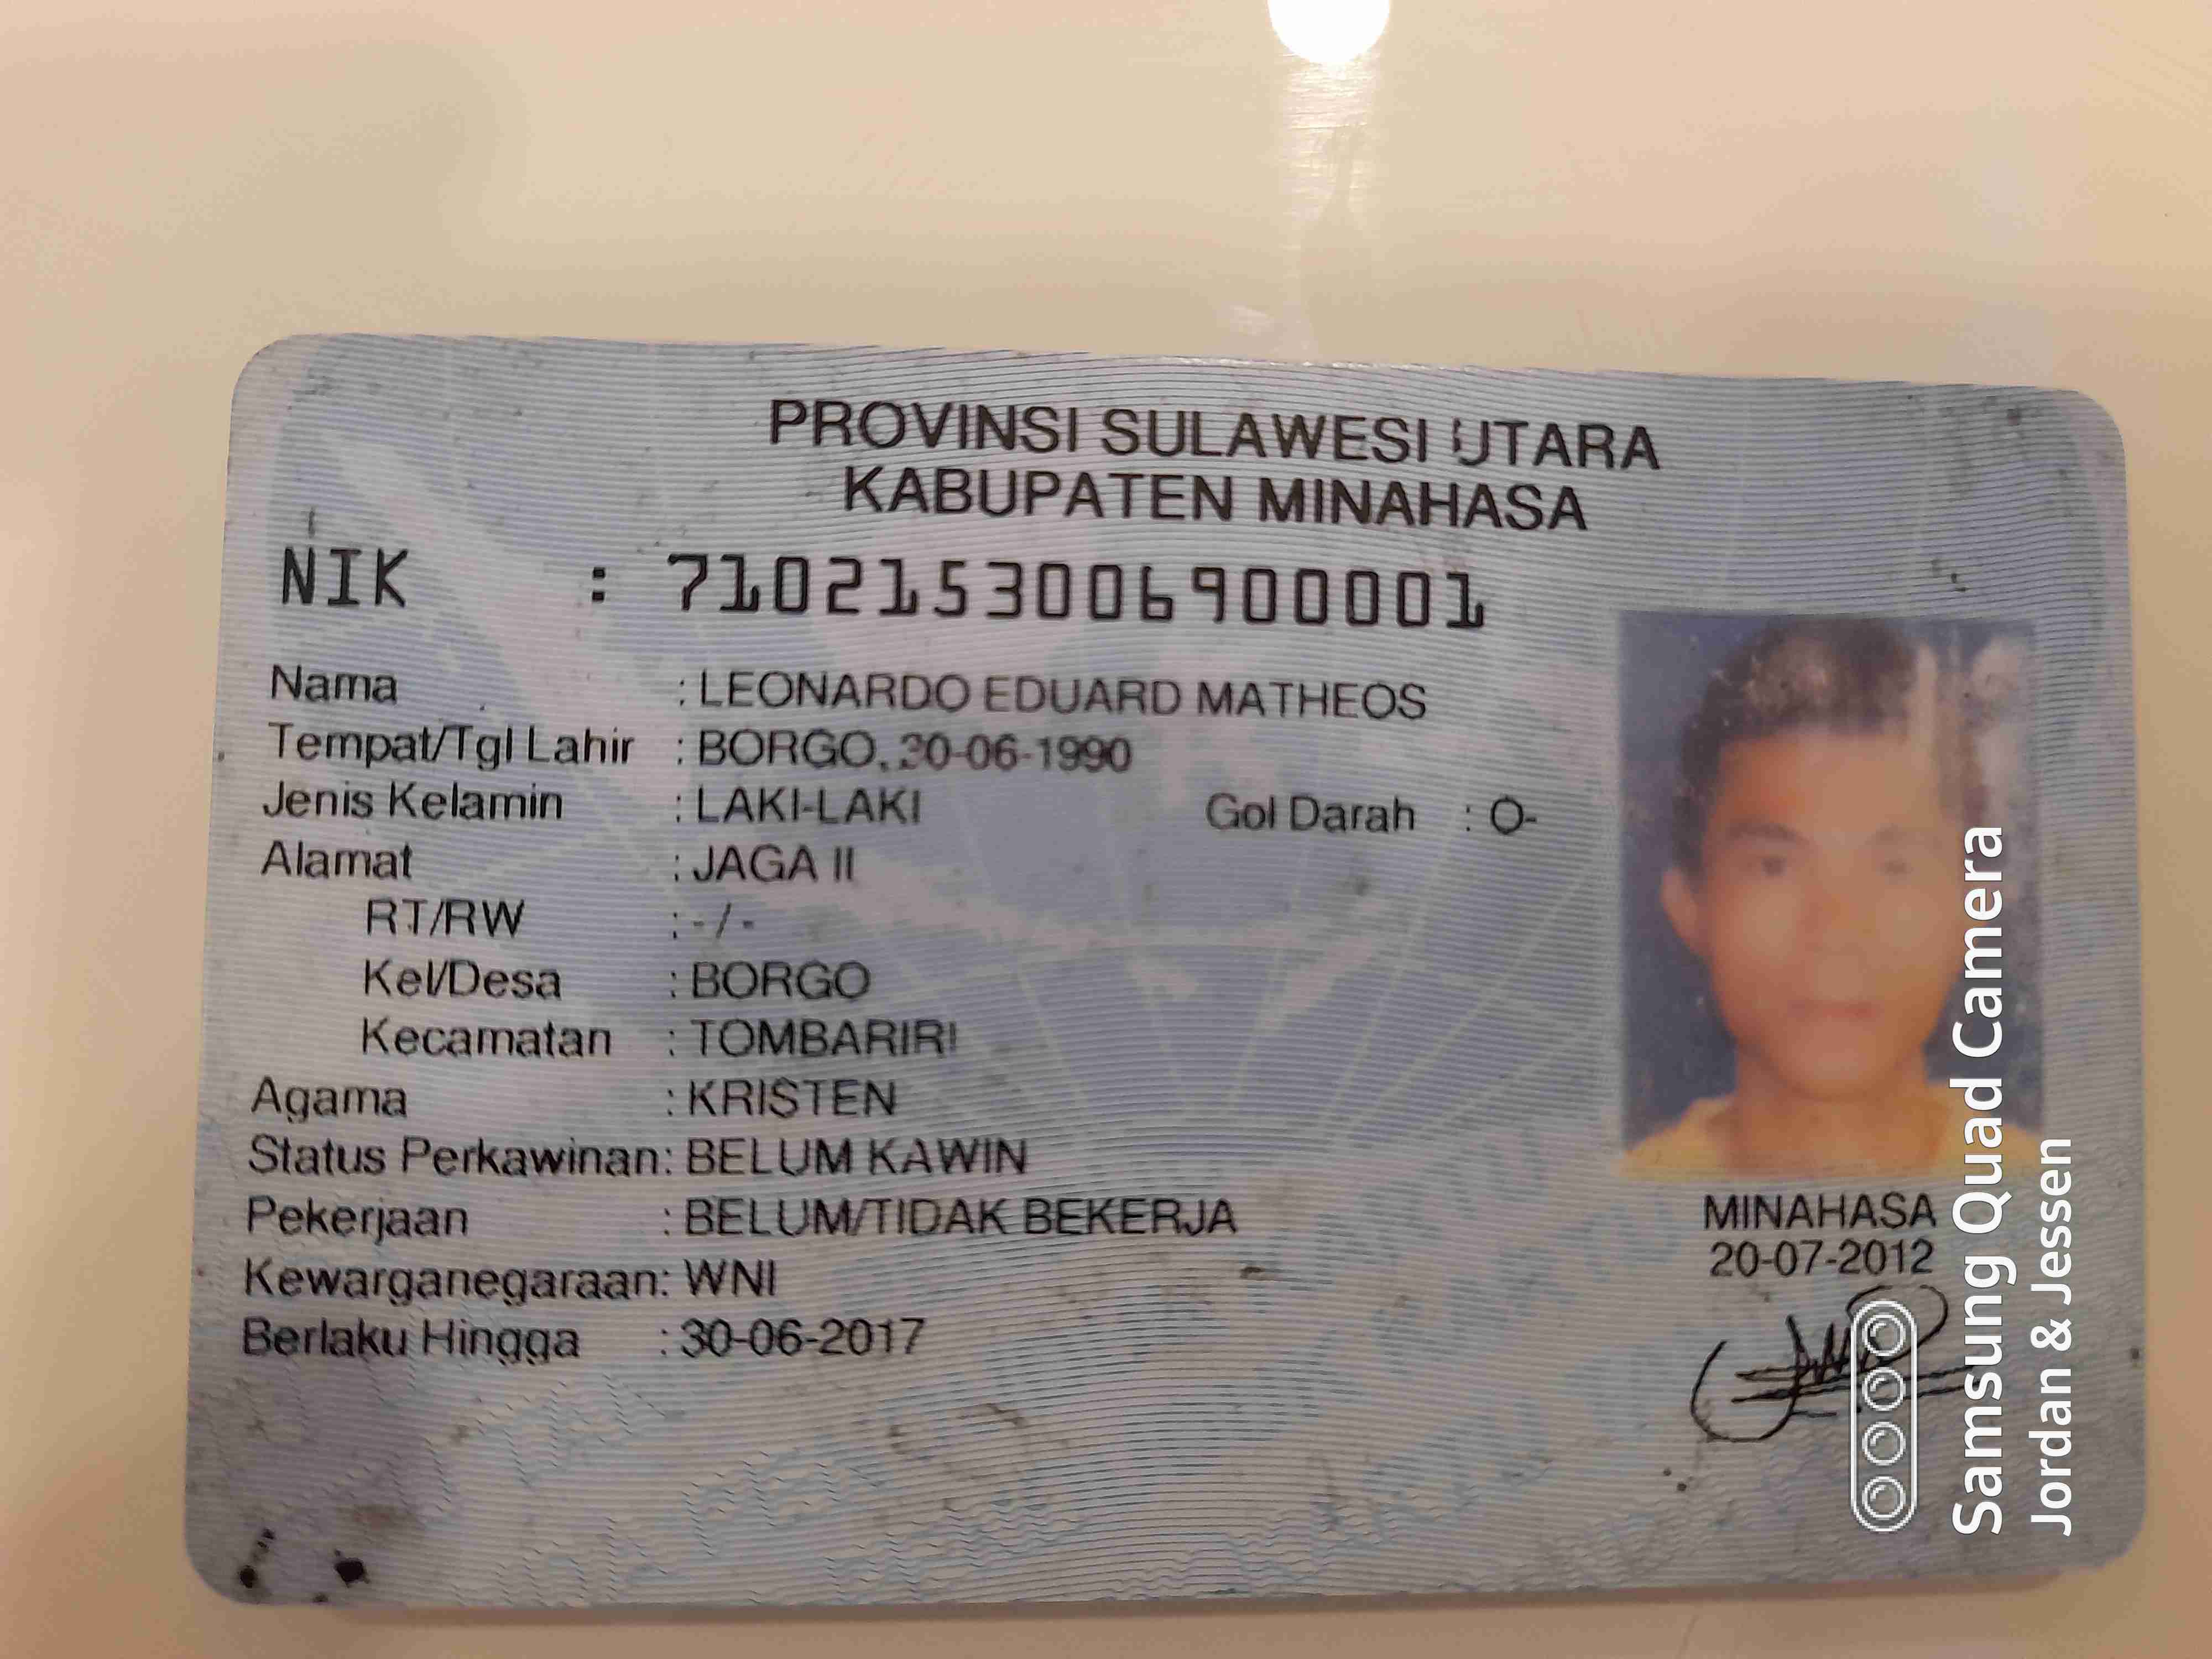 PROVINSI SULAWESI UTARA
KABUPATEN MINAHASA
NIK : 7102153006900001
Nama : LEONARDO EDUARD MATHEOS
Tempat/Tgl Lahir : BORGO, 30-06-1990
Jenis Kelamin : LAKI-LAKI Gol Darah : O-
Alamat : JAGA II
RT/RW : - / -
Kel/Desa : BORGO
Kecamatan : TOMBARIRI
Agama : KRISTEN
Status Perkawinan: BELUM KAWIN
Pekerjaan : BELUM/TIDAK BEKERJA
Kewarganegaraan: WNI
Berlaku Hingga : 30-06-2017
MINAHASA
20-07-2012
Samsung Quad Camera
Jordan & Jessen